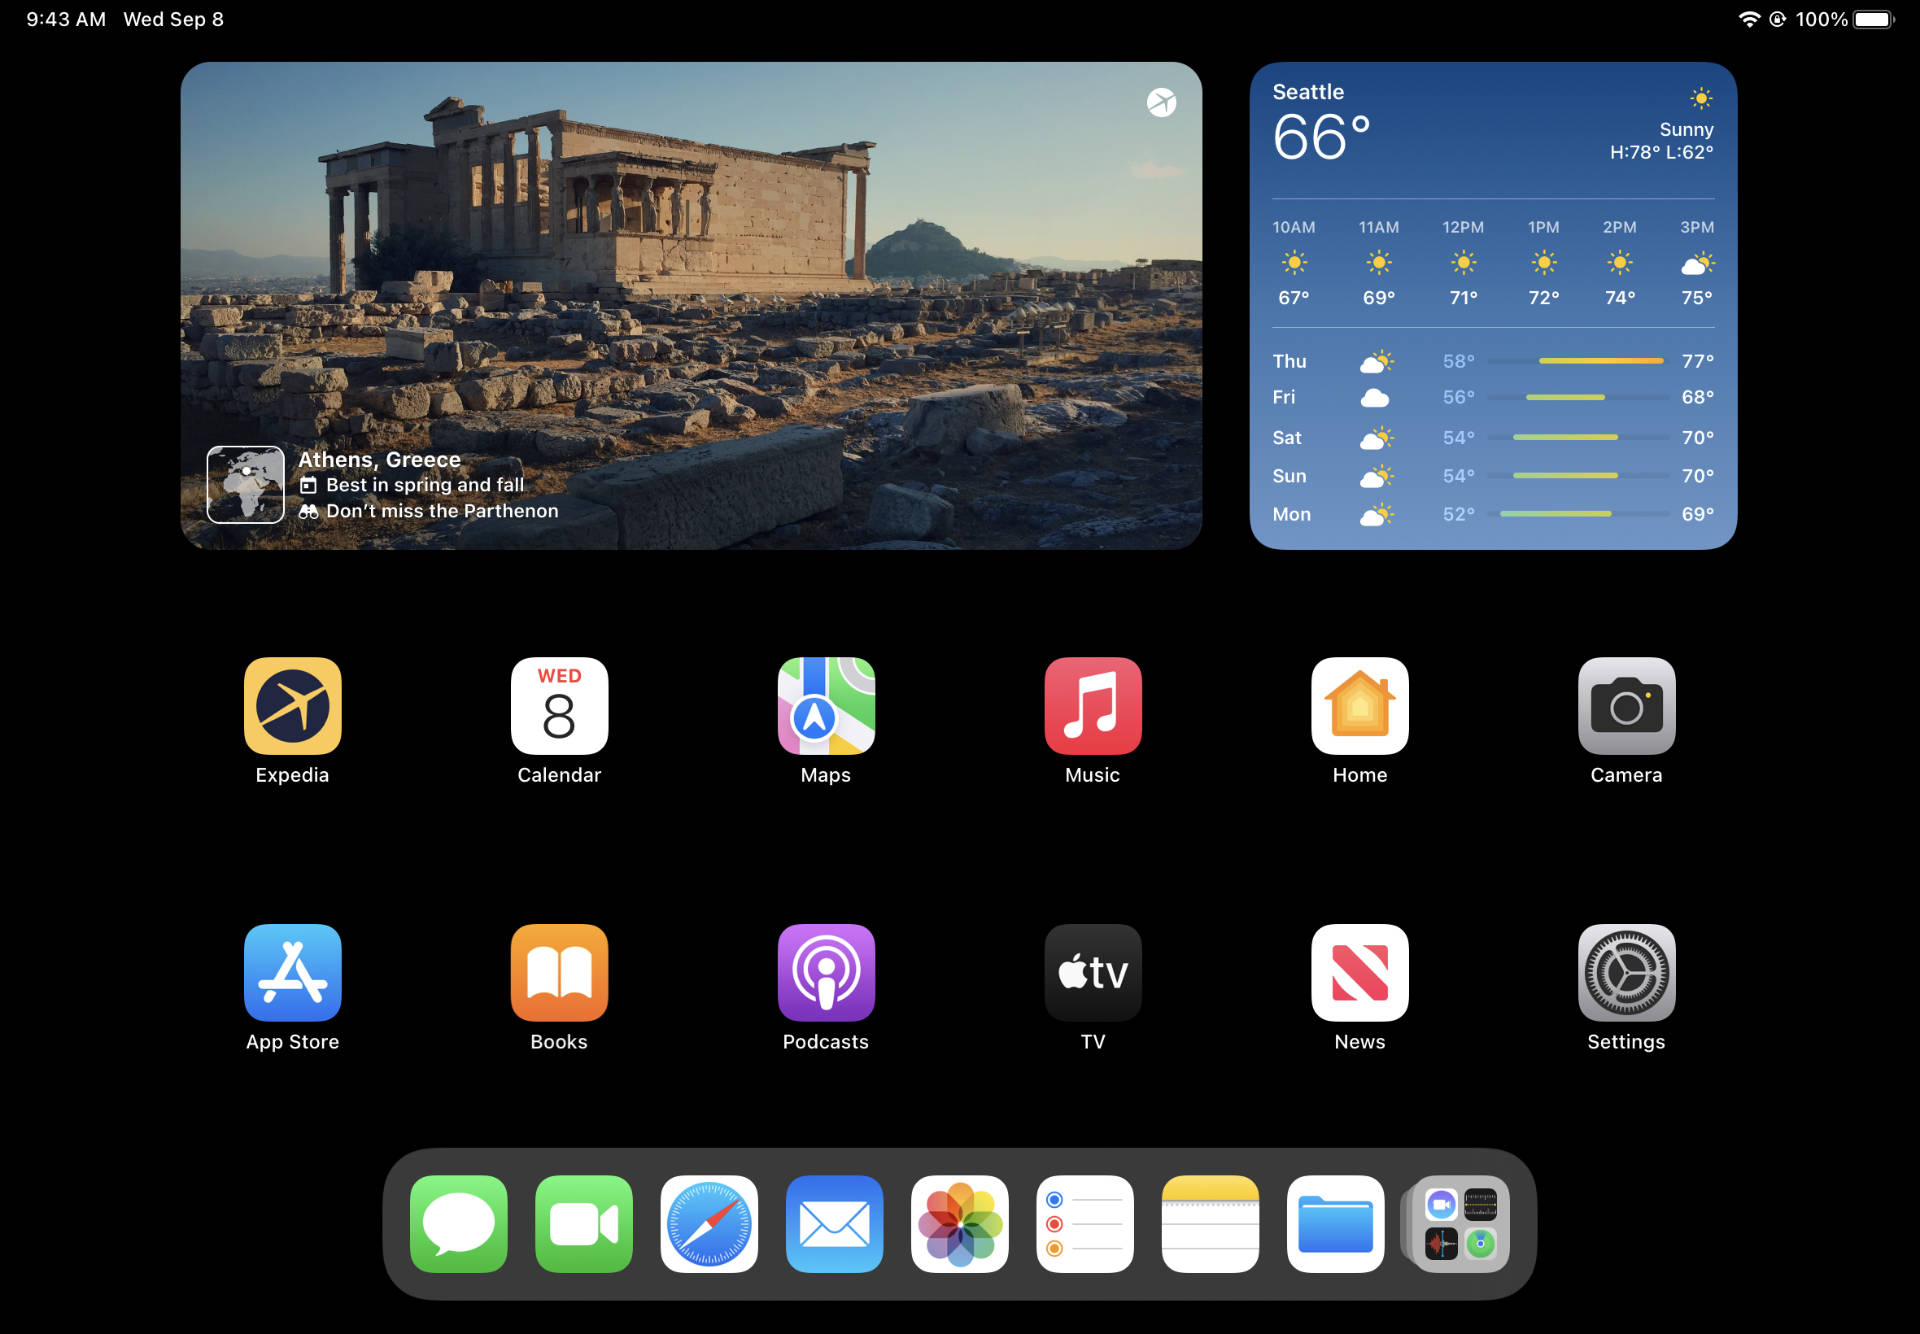 9:43 AM Wed Sep 8
100%
Athens, Greece
Best in spring and fall
Don't miss the Parthenon
Seattle
66°
Sunny
H:78° L:62°
10AM 11AM 12PM 1PM 2PM 3PM
67° 69° 71° 72° 74° 75°
Thu 58° 77°
Fri 56° 68°
Sat 54° 70°
Sun 54° 70°
Mon 52° 69°
WED
8
Expedia Calendar Maps Music Home Camera
tv
App Store Books Podcasts TV News Settings